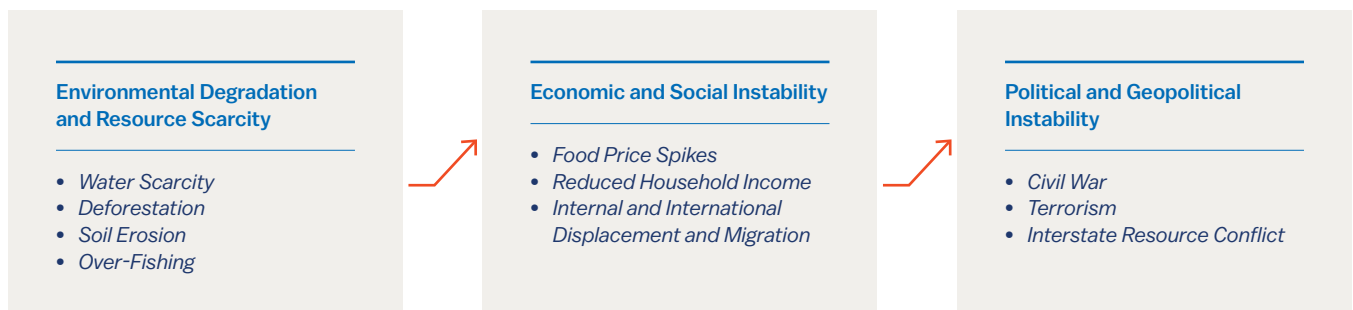 Environmental Degradation
and Resource Scarcity
• Water Scarcity
• Deforestation
• Soil Erosion
• Over-Fishing
Economic and Social Instability
• Food Price Spikes
• Reduced Household Income
• Internal and International
Displacement and Migration
Political and Geopolitical
Instability
• Civil War
• Terrorism
• Interstate Resource Conflict